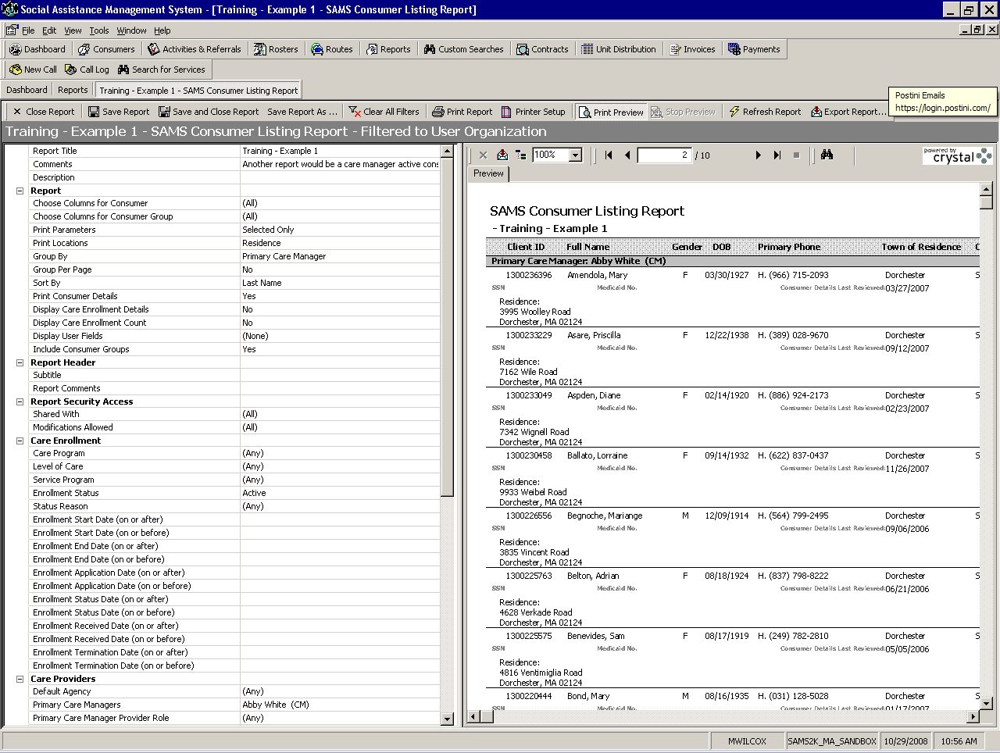 Social Assistance Management System - [Training - Example 1 - SAMS Consumer Listing Report]
File Edit View Tools Window Help
Dashboard Consumers Activities & Referrals Rosters Routes Reports Custom Searches Contracts Unit Distribution Invoices Payments
New Call Call Log Search for Services
Dashboard Reports Training - Example 1 - SAMS Consumer Listing Report
Postini Emails
https://login.postini.com/
Close Report Save Report Save and Close Report Save Report As ... Clear All Filters Print Report Printer Setup Print Preview Stop Preview Refresh Report Export Report...
Training - Example 1 - SAMS Consumer Listing Report - Filtered to User Organization
Report Title Training - Example 1
Comments Another report would be a care manager active cons
Description
Report
Choose Columns for Consumer (All)
Choose Columns for Consumer Group (All)
Print Parameters Selected Only
Print Locations Residence
Group By Primary Care Manager
Group Per Page No
Sort By Last Name
Print Consumer Details Yes
Display Care Enrollment Details No
Display Care Enrollment Count No
Display User Fields (None)
Include Consumer Groups Yes
Report Header
Subtitle
Report Comments
Report Security Access
Shared With (All)
Modifications Allowed (All)
Care Enrollment
Care Program (Any)
Level of Care (Any)
Service Program (Any)
Enrollment Status Active
Status Reason (Any)
Enrollment Start Date (on or after)
Enrollment Start Date (on or before)
Enrollment End Date (on or after)
Enrollment End Date (on or before)
Enrollment Application Date (on or after)
Enrollment Application Date (on or before)
Enrollment Status Date (on or after)
Enrollment Status Date (on or before)
Enrollment Received Date (on or after)
Enrollment Received Date (on or before)
Enrollment Termination Date (on or after)
Enrollment Termination Date (on or before)
Care Providers
Default Agency (Any)
Primary Care Managers Abby White (CM)
Primary Care Manager Provider Role (Any)
100% 2 / 10
powered by
crystal
Preview
SAMS Consumer Listing Report
- Training - Example 1
Client ID Full Name Gender DOB Primary Phone Town of Residence C
Primary Care Manager: Abby White (CM)
1300236396 Amendola, Mary F 03/30/1927 H. (966) 715-2093 Dorchester S
SSN Medicaid No. Consumer Details Last Reviewed: 03/27/2007
Residence:
3995 Woolley Road
Dorchester, MA 02124
1300233229 Asare, Priscilla F 12/22/1938 H. (389) 028-9670 Dorchester S
SSN Medicaid No. Consumer Details Last Reviewed: 09/12/2007
Residence:
7162 Wile Road
Dorchester, MA 02124
1300233049 Aspden, Diane F 02/14/1920 H. (886) 924-2173 Dorchester S
SSN Medicaid No. Consumer Details Last Reviewed: 02/23/2007
Residence:
7342 Wignell Road
Dorchester, MA 02124
1300230458 Ballato, Lorraine F 09/14/1932 H. (622) 837-0437 Dorchester S
SSN Medicaid No. Consumer Details Last Reviewed: 11/26/2007
Residence:
9933 Weibel Road
Dorchester, MA 02124
1300226556 Begnoche, Mariange M 12/09/1914 H. (564) 799-2495 Dorchester S
SSN Medicaid No. Consumer Details Last Reviewed: 09/06/2006
Residence:
3835 Vincent Road
Dorchester, MA 02124
1300225763 Belton, Adrian F 08/18/1924 H. (837) 798-8222 Dorchester S
SSN Medicaid No. Consumer Details Last Reviewed: 06/21/2006
Residence:
4628 Verkade Road
Dorchester, MA 02124
1300225575 Benevides, Sam F 08/17/1919 H. (249) 782-2810 Dorchester S
SSN Medicaid No. Consumer Details Last Reviewed: 05/05/2006
Residence:
4816 Ventimiglia Road
Dorchester, MA 02124
1300220444 Bond, Mary M 08/16/1935 H. (031) 128-5028 Dorchester S
SSN Medicaid No. Consumer Details Last Reviewed: 01/17/2007
MWILCOX SAMS2K_MA_SANDBOX 10/29/2008 10:56 AM